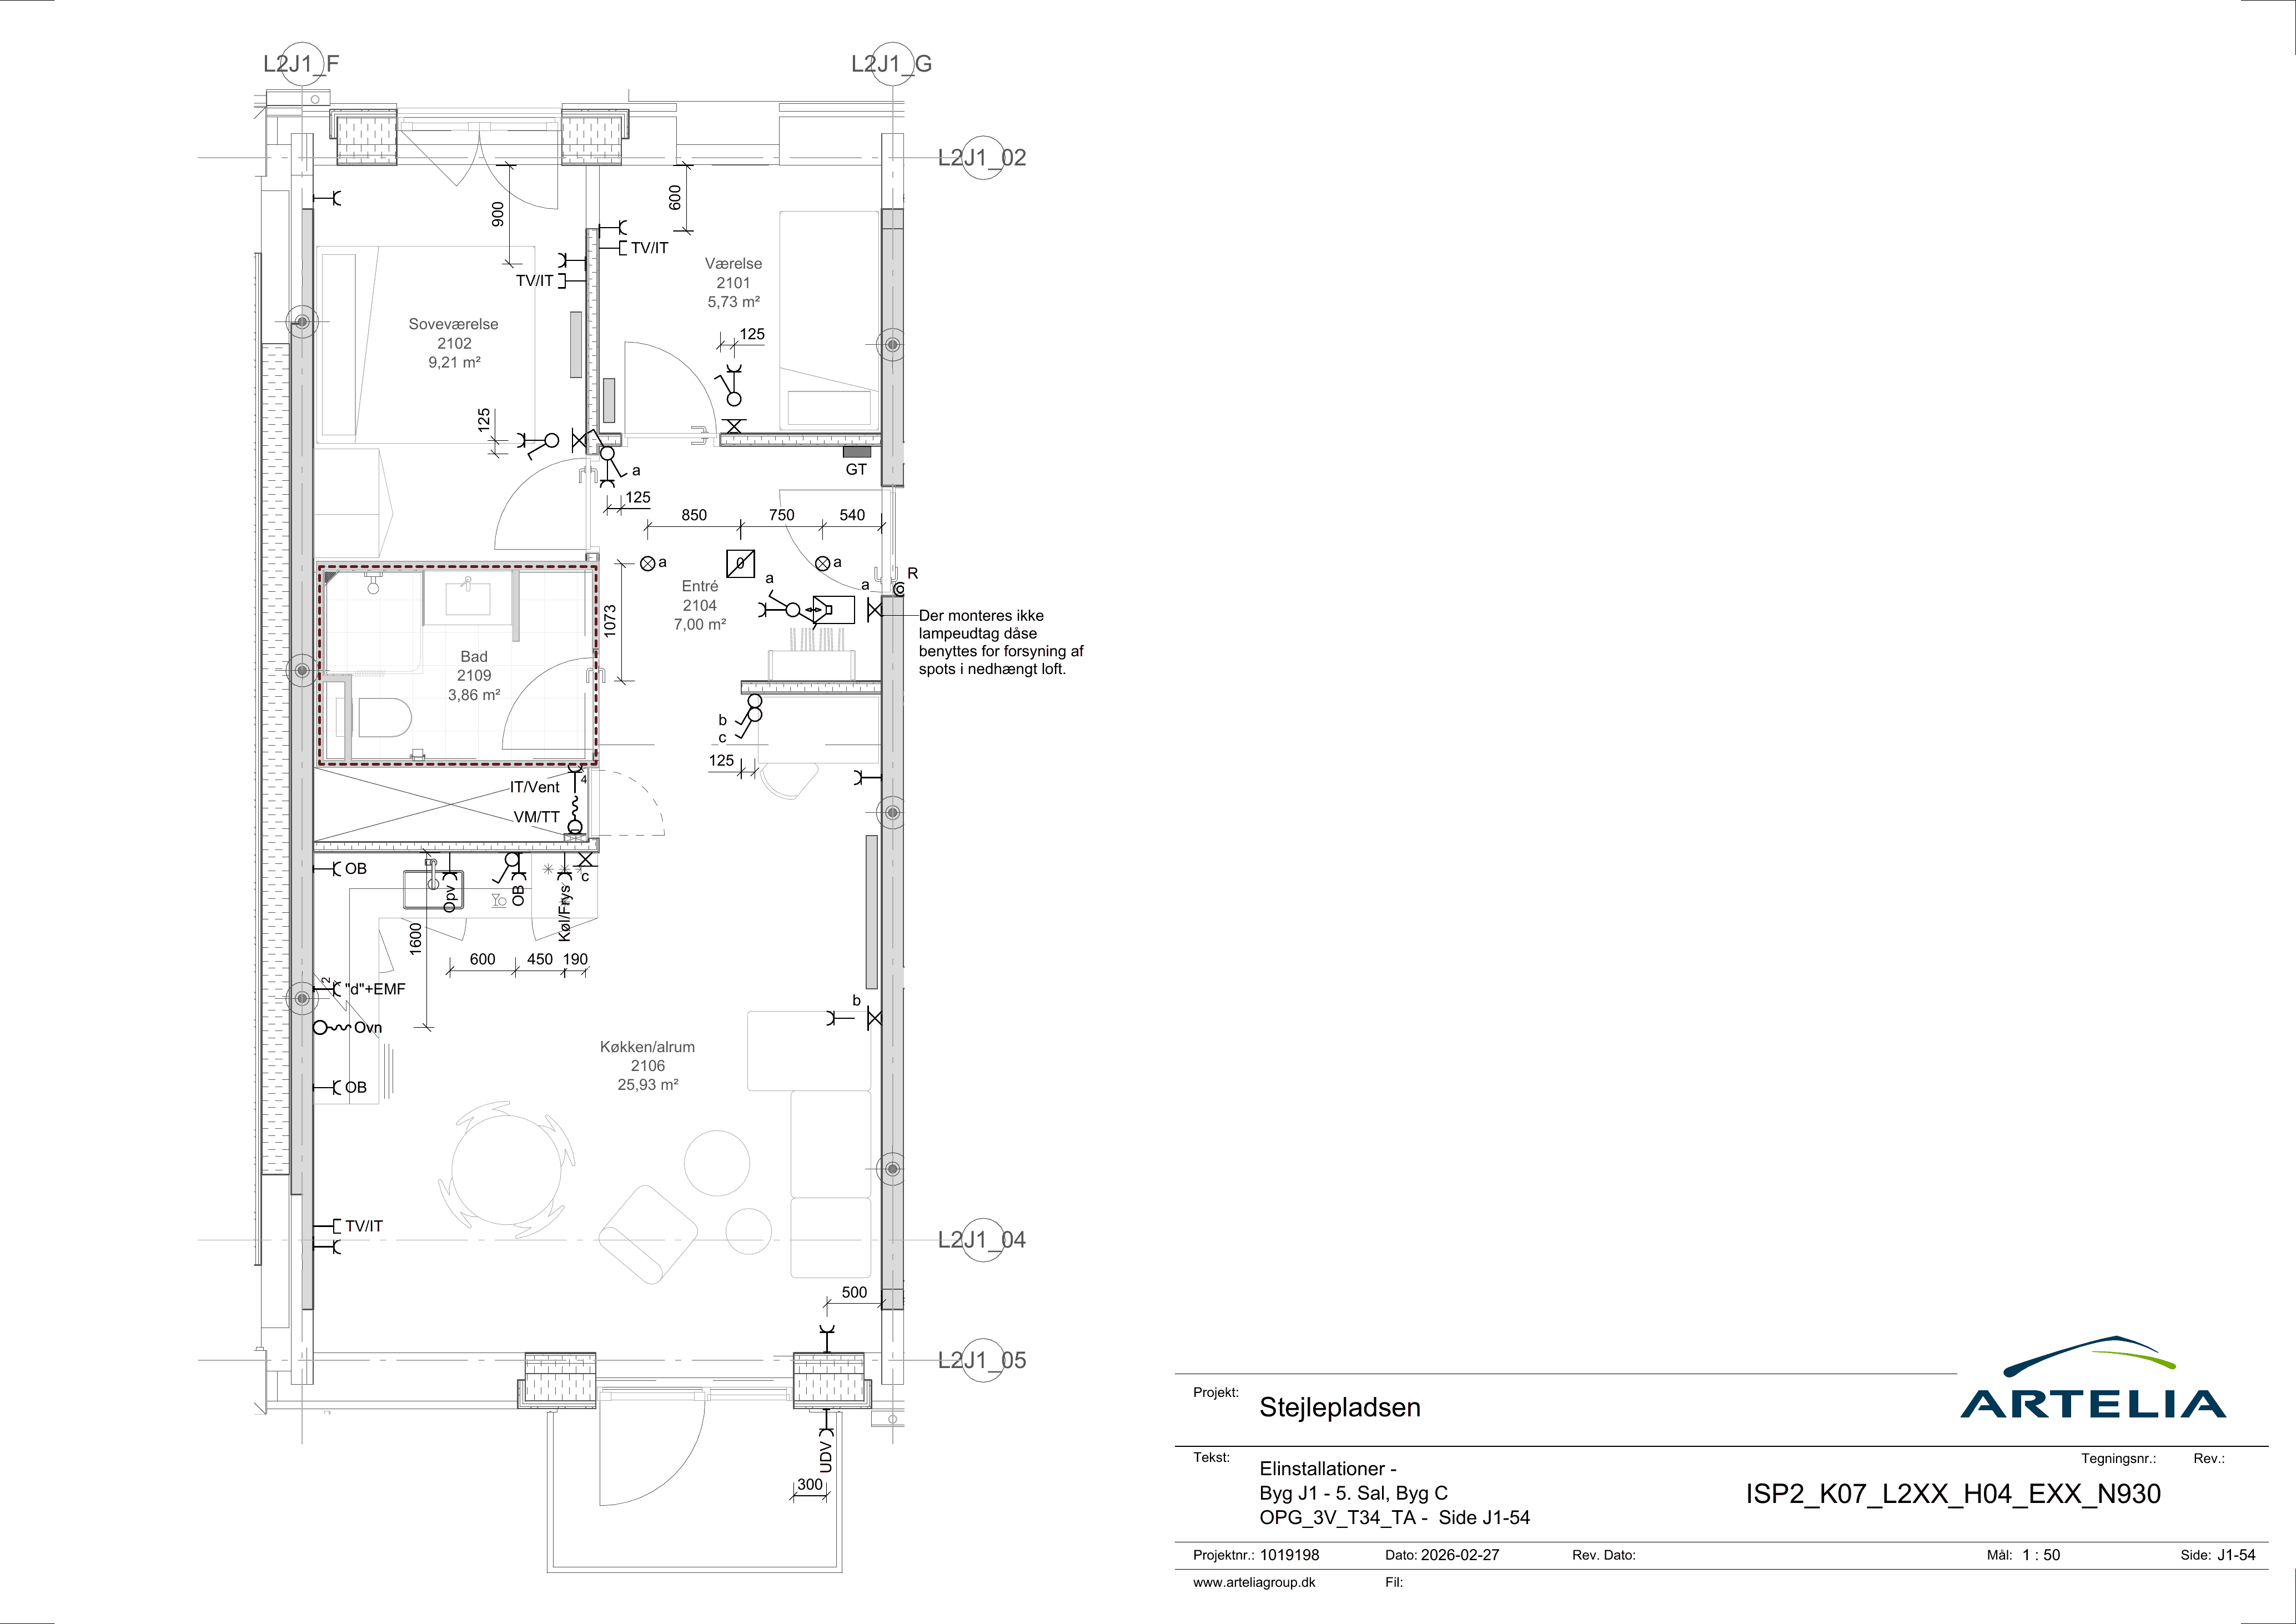 L2J1_F
L2J1_G
L2J1_02
900
600
TV/IT
TV/IT
Værelse
2101
5,73 m²
Soveværelse
2102
9,21 m²
125
125
a
GT
125
850
750
540
a
a
0
R
Entré
2104
7,00 m²
a
a
1073
Der monteres ikke
lampeudtag dåse
benyttes for forsyning af
spots i nedhængt loft.
Bad
2109
3,86 m²
b
c
125
4
IT/Vent
VM/TT
OB
Opv
OB
Køl/Frys
c
1600
600
450
190
2
"d"+EMF
Ovn
b
Køkken/alrum
2106
25,93 m²
OB
TV/IT
L2J1_04
500
L2J1_05
UDV
300
ARTELIA
Projekt:
Stejlepladsen
Tekst:
Elinstallationer -
Byg J1 - 5. Sal, Byg C
OPG_3V_T34_TA - Side J1-54
Tegningsnr.:
Rev.:
ISP2_K07_L2XX_H04_EXX_N930
Projektnr.: 1019198
Dato: 2026-02-27
Rev. Dato:
Mål: 1 : 50
Side: J1-54
www.arteliagroup.dk
Fil: